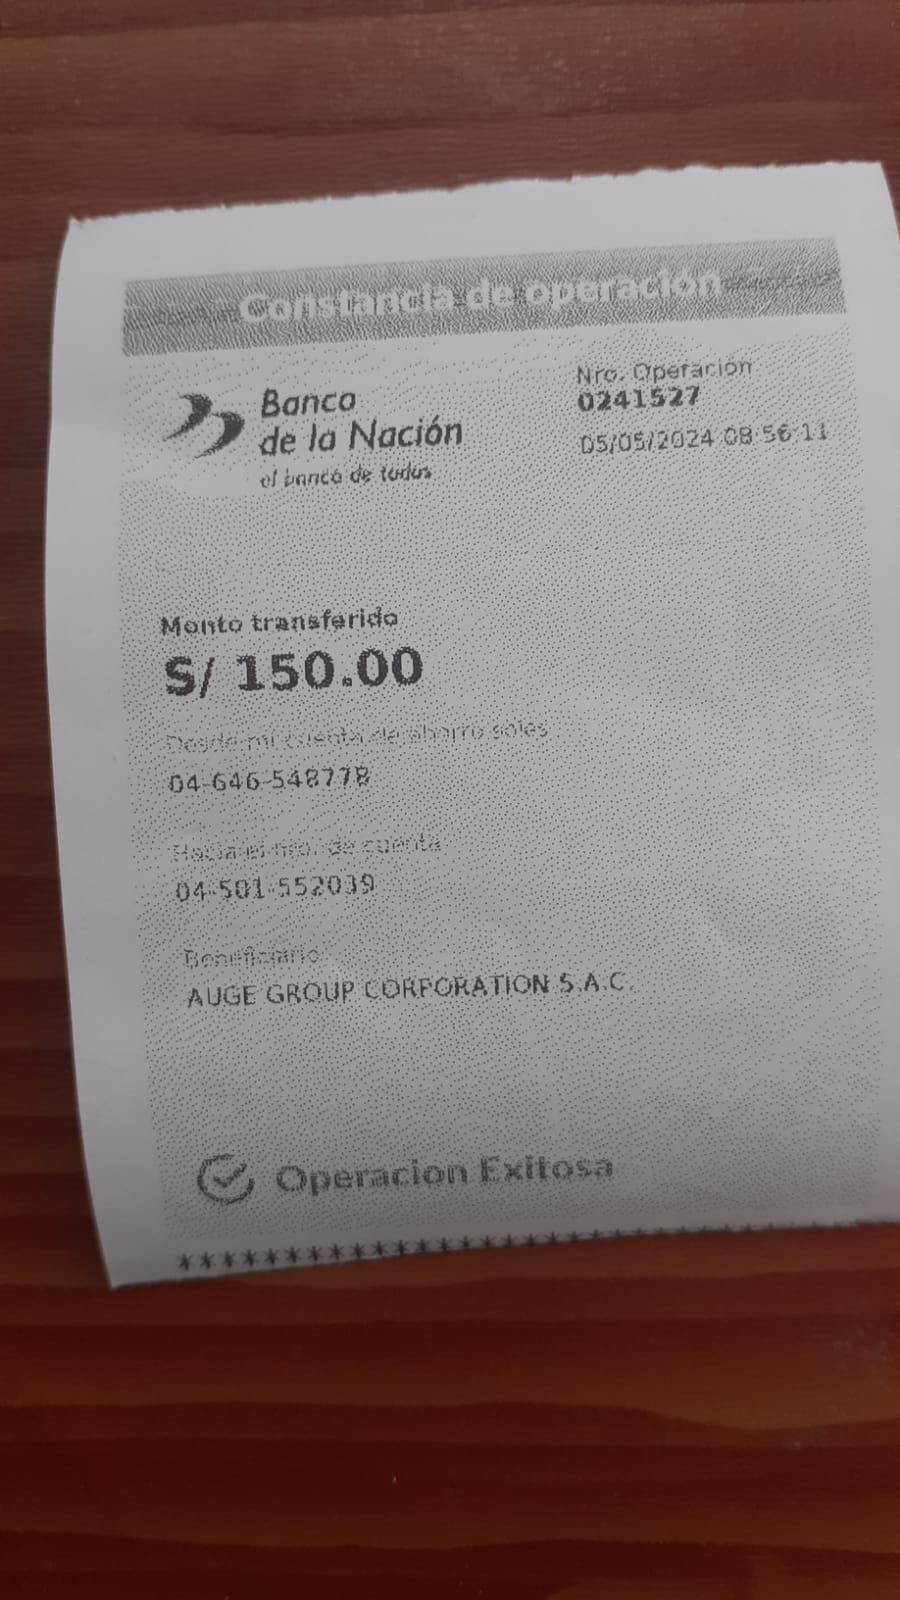 Constancia de operación
Banco
de la Nación
el banco de todos
Nro. Operación
0241527
05/05/2024 08:56:11
Monto transferido
S/ 150.00
Desde mi cuenta de ahorro soles
04-646-548778
Hacia el nro. de cuenta
04-501-552039
Beneficiario
AUGE GROUP CORPORATION S.A.C.
Operacion Exitosa
******************************